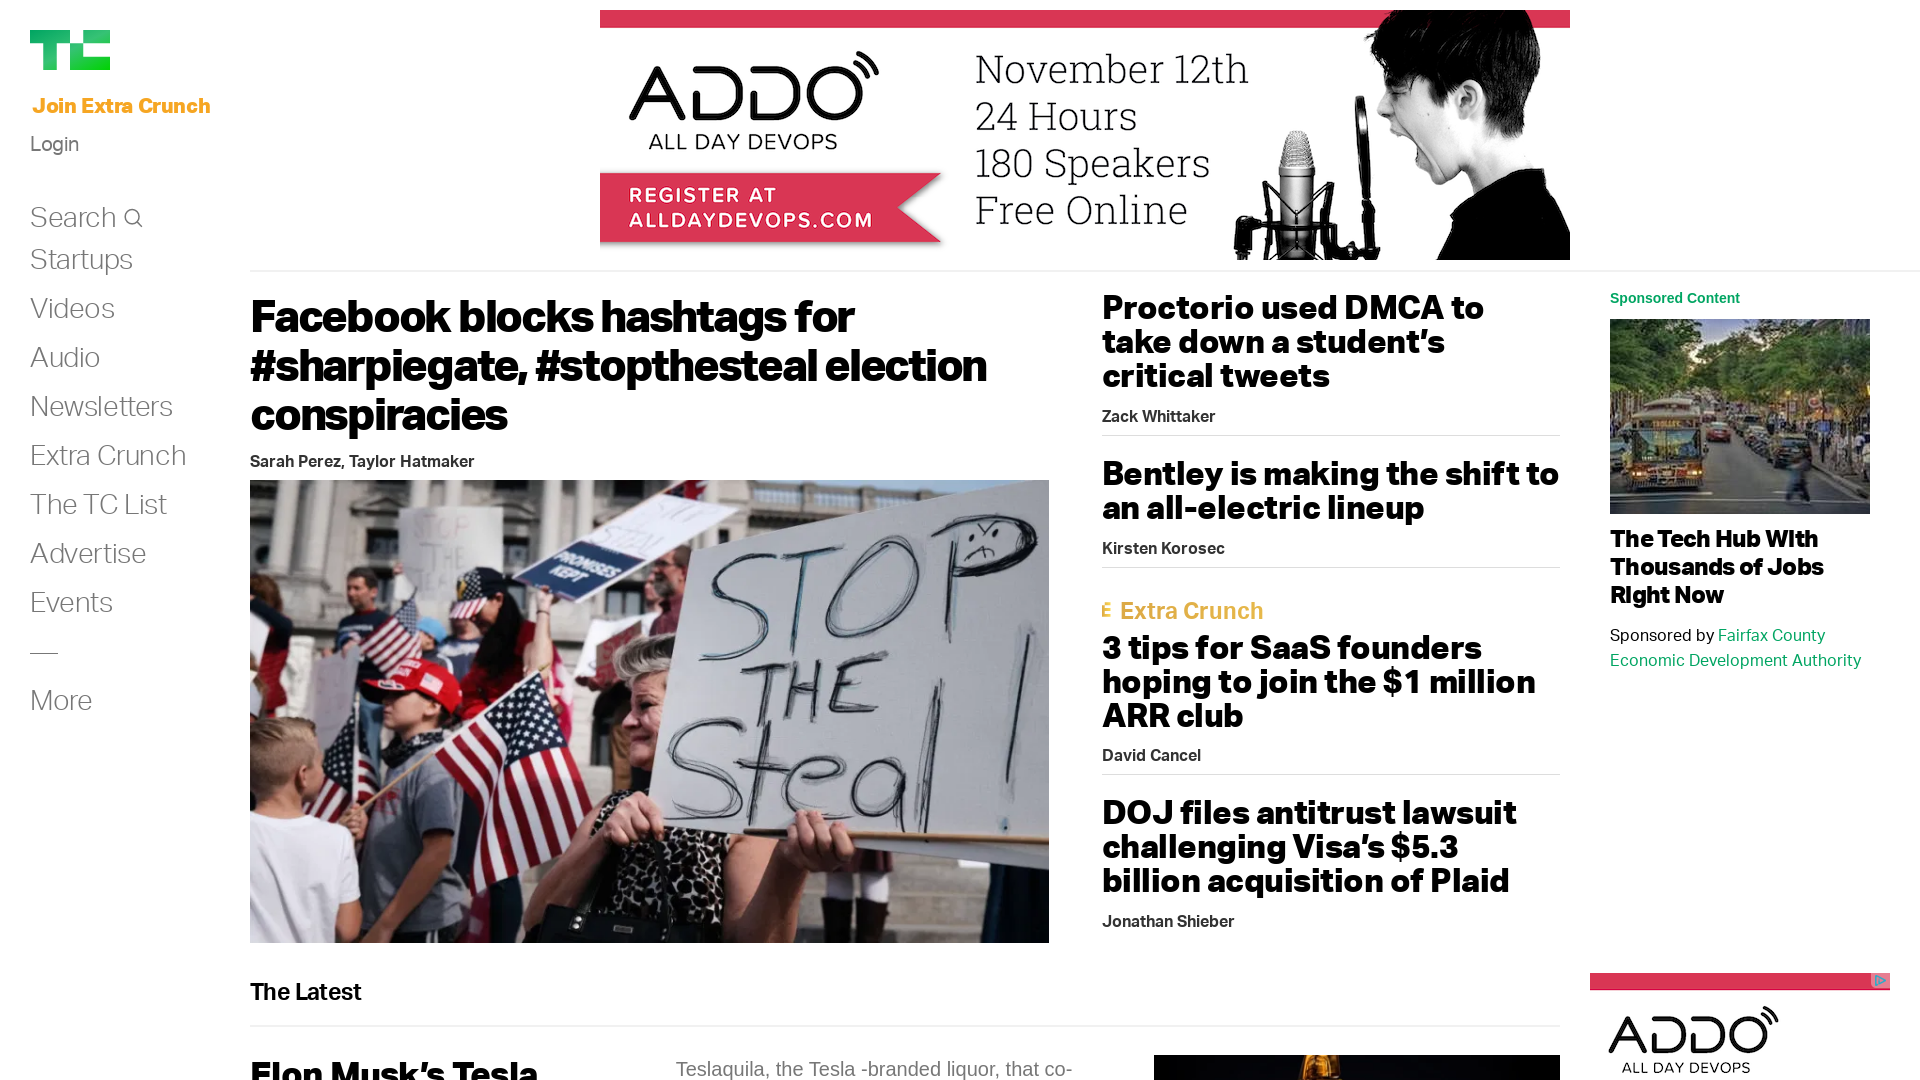 TC
Join Extra Crunch
Login
Search
Startups
Videos
Audio
Newsletters
Extra Crunch
The TC List
Advertise
Events
—
More
ADDO
ALL DAY DEVOPS
REGISTER AT
ALLDAYDEVOPS.COM
November 12th
24 Hours
180 Speakers
Free Online
Facebook blocks hashtags for
#sharpiegate, #stopthesteal election
conspiracies
Sarah Perez, Taylor Hatmaker
STOP
THE
PROMISES
KEPT
STOP
THE
Steal!
Proctorio used DMCA to
take down a student’s
critical tweets
Zack Whittaker
Bentley is making the shift to
an all-electric lineup
Kirsten Korosec
Extra Crunch
3 tips for SaaS founders
hoping to join the $1 million
ARR club
David Cancel
DOJ files antitrust lawsuit
challenging Visa’s $5.3
billion acquisition of Plaid
Jonathan Shieber
Sponsored Content
TROLLEY
The Tech Hub WIth
Thousands of Jobs
RIght Now
Sponsored by Fairfax County
Economic Development Authority
The Latest
Elon Musk’s Tesla
Teslaquila, the Tesla -branded liquor, that co-
ADDO
ALL DAY DEVOPS